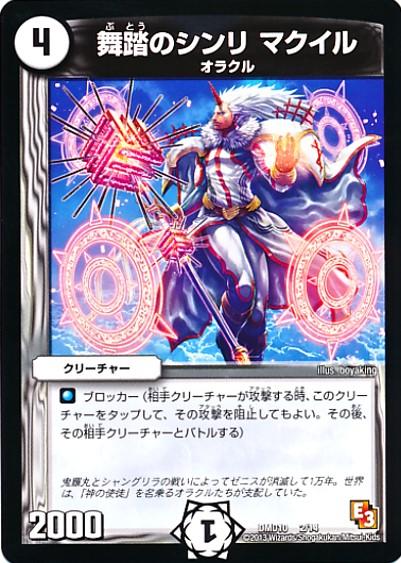 4
ぶとう
舞踏のシンリ マクイル
オラクル
illus. boyaking
クリーチャー
ブロッカー(相手クリーチャーが攻撃する時、このクリ
ーチャーをタップして、その攻撃を阻止してもよい。その後、
その相手クリーチャーとバトルする)
鬼羅丸とシャングリラの戦いによってゼニスが消滅して1万年。世界
は、「神の使徒」を名乗るオラクルたちが支配していた。
2000
1
DMD10 2/14
©2013 Wizards/Shogakukan/Mitsui-Kids
E3